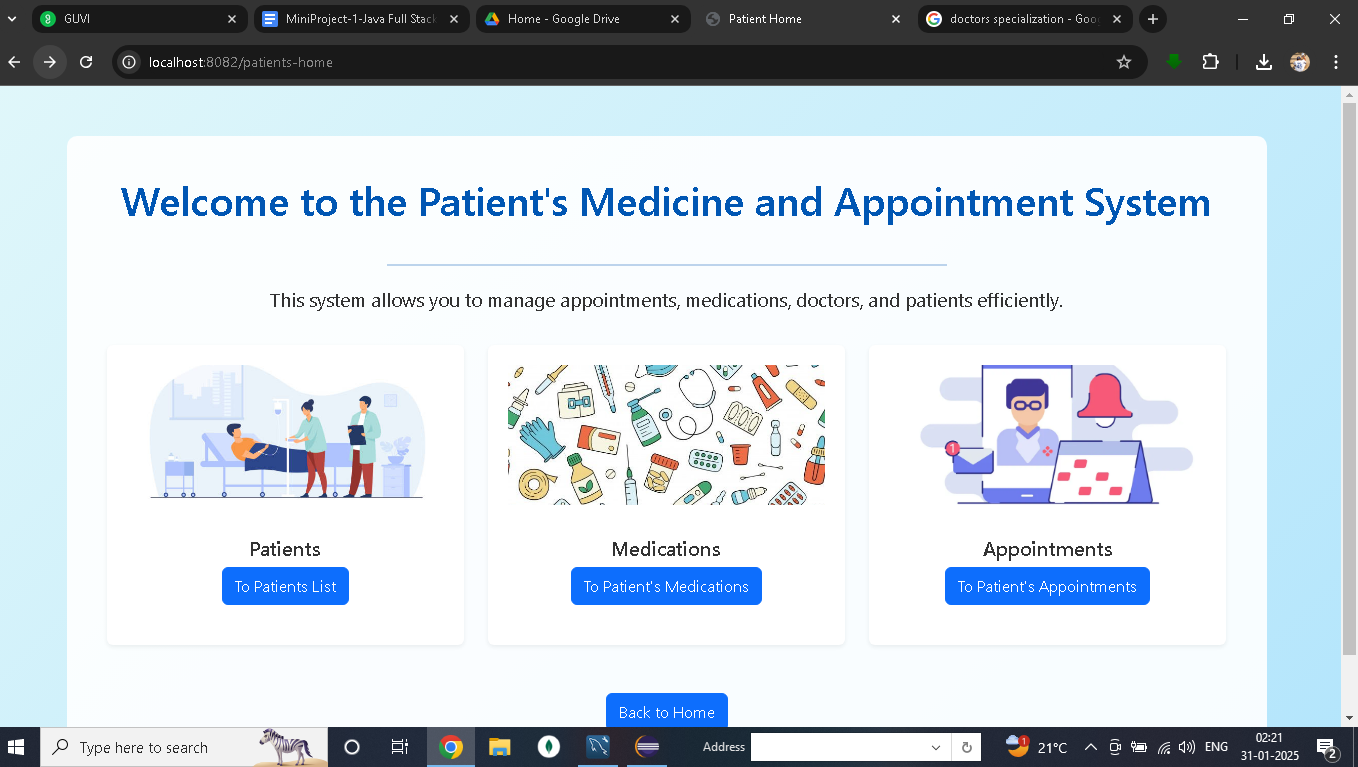 GUVI
MiniProject-1-Java Full Stack
Home - Google Drive
Patient Home
doctors specialization - Goo
localhost:8082/patients-home
Welcome to the Patient's Medicine and Appointment System
This system allows you to manage appointments, medications, doctors, and patients efficiently.
1
Patients
Medications
Appointments
To Patients List
To Patient's Medications
To Patient's Appointments
Back to Home
Type here to search
Address
1
21°C
ENG
02:21
31-01-2025
2